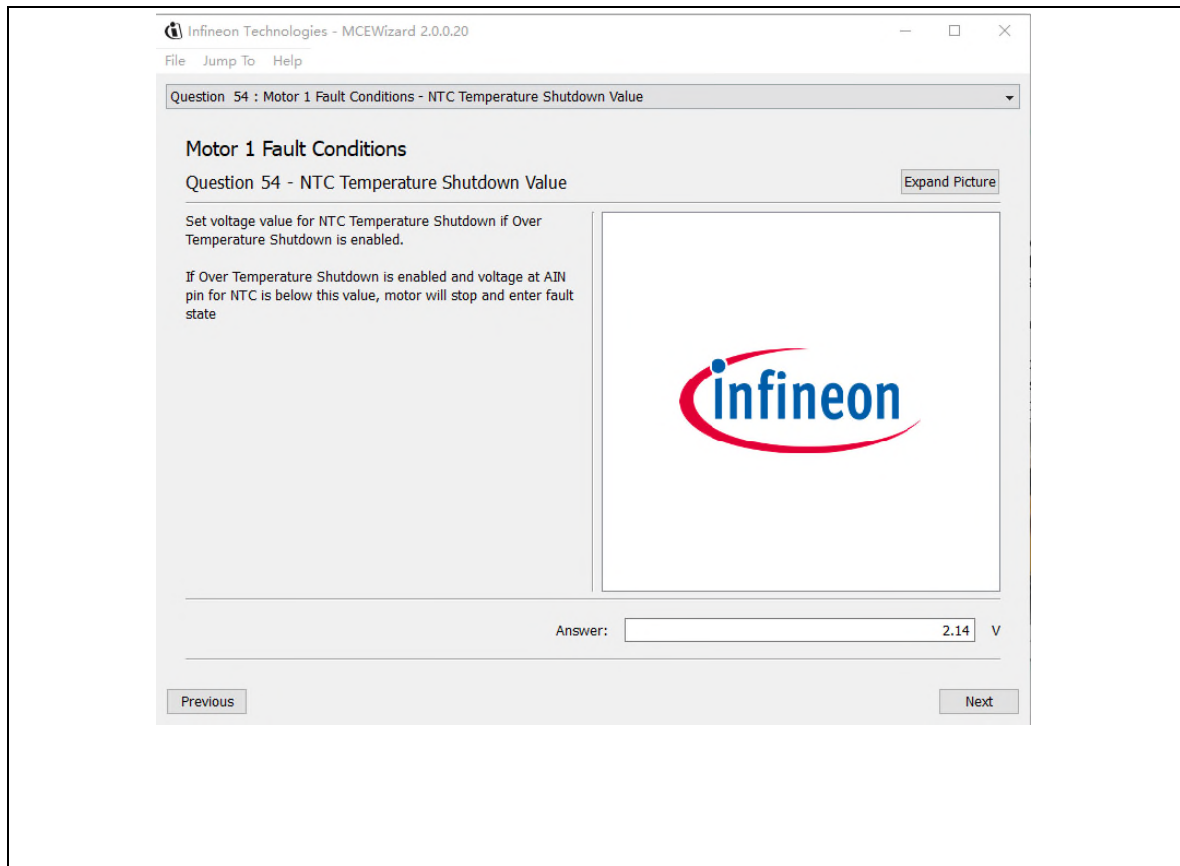 Infineon Technologies - MCEWizard 2.0.0.20
File Jump To Help
Question 54 : Motor 1 Fault Conditions - NTC Temperature Shutdown Value
Motor 1 Fault Conditions
Question 54 - NTC Temperature Shutdown Value
Expand Picture
Set voltage value for NTC Temperature Shutdown if Over
Temperature Shutdown is enabled.
If Over Temperature Shutdown is enabled and voltage at AIN
pin for NTC is below this value, motor will stop and enter fault
state
infineon
Answer: 2.14 V
Previous Next